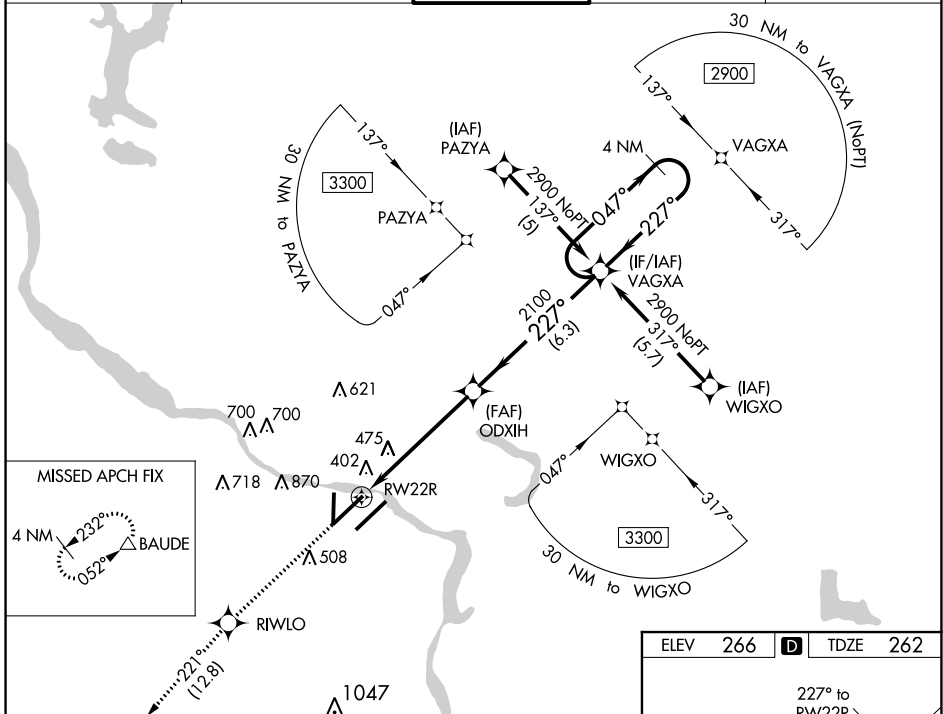 30 NM to VAGXA (NoPT)
2900
137°
VAGXA
317°
(IAF)
PAZYA
4 NM
2900 NoPT
137°
(5)
047°
227°
30 NM to PAZYA
3300
137°
PAZYA
047°
(IF/IAF)
VAGXA
2100
227°
(6.3)
2900 NoPT
317°
(5.7)
(IAF)
WIGXO
621
(FAF)
ODXIH
700
700
475
402
718
870
RW22R
WIGXO
047°
317°
3300
30 NM to WIGXO
MISSED APCH FIX
4 NM
232°
BAUDE
052°
508
RIWLO
221°
(12.8)
1047
ELEV 266 D TDZE 262
227° to
RW22R